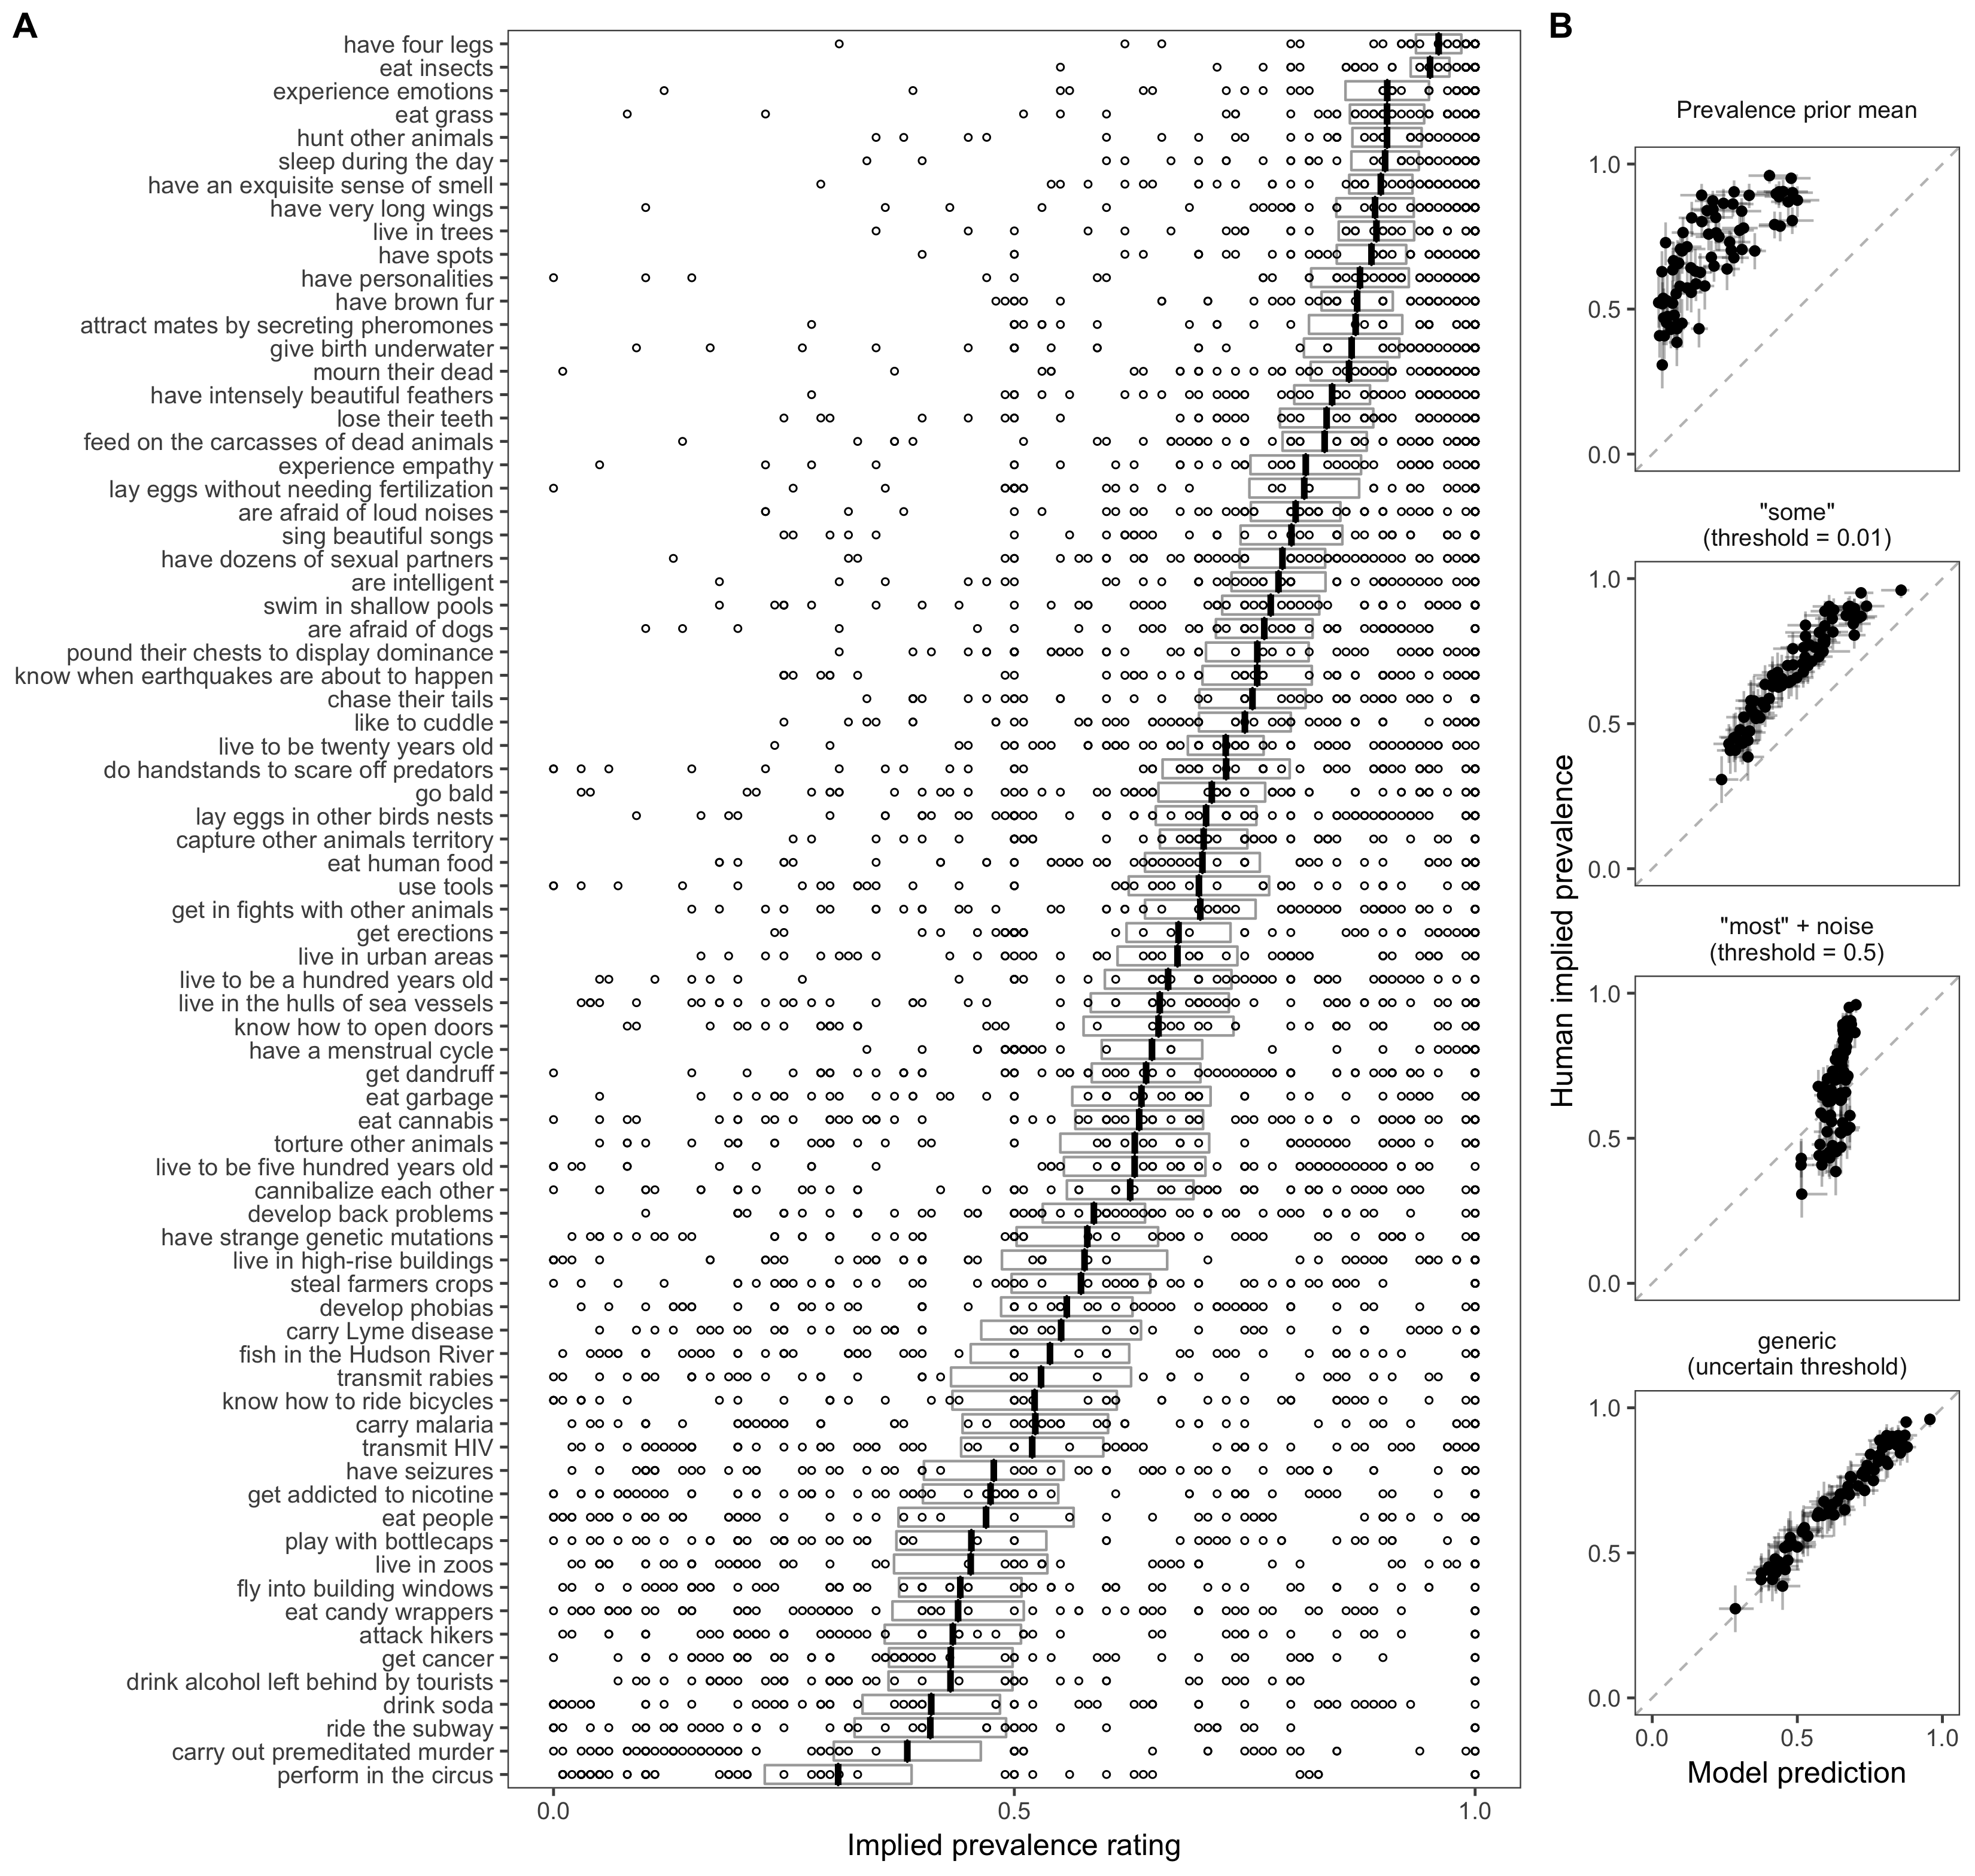 A
have four legs
eat insects
experience emotions
eat grass
hunt other animals
sleep during the day
have an exquisite sense of smell
have very long wings
live in trees
have spots
have personalities
have brown fur
attract mates by secreting pheromones
give birth underwater
mourn their dead
have intensely beautiful feathers
lose their teeth
feed on the carcasses of dead animals
experience empathy
lay eggs without needing fertilization
are afraid of loud noises
sing beautiful songs
have dozens of sexual partners
are intelligent
swim in shallow pools
are afraid of dogs
pound their chests to display dominance
know when earthquakes are about to happen
chase their tails
like to cuddle
live to be twenty years old
do handstands to scare off predators
go bald
lay eggs in other birds nests
capture other animals territory
eat human food
use tools
get in fights with other animals
get erections
live in urban areas
live to be a hundred years old
live in the hulls of sea vessels
know how to open doors
have a menstrual cycle
get dandruff
eat garbage
eat cannabis
torture other animals
live to be five hundred years old
cannibalize each other
develop back problems
have strange genetic mutations
live in high-rise buildings
steal farmers crops
develop phobias
carry Lyme disease
fish in the Hudson River
transmit rabies
know how to ride bicycles
carry malaria
transmit HIV
have seizures
get addicted to nicotine
eat people
play with bottlecaps
live in zoos
fly into building windows
eat candy wrappers
attack hikers
get cancer
drink alcohol left behind by tourists
drink soda
ride the subway
carry out premeditated murder
perform in the circus
0.0 0.5 1.0
Implied prevalence rating
B
Human implied prevalence
Prevalence prior mean
1.0
0.5
0.0
"some"
(threshold = 0.01)
1.0
0.5
0.0
"most" + noise
(threshold = 0.5)
1.0
0.5
0.0
generic
(uncertain threshold)
1.0
0.5
0.0
0.0 0.5 1.0
Model prediction